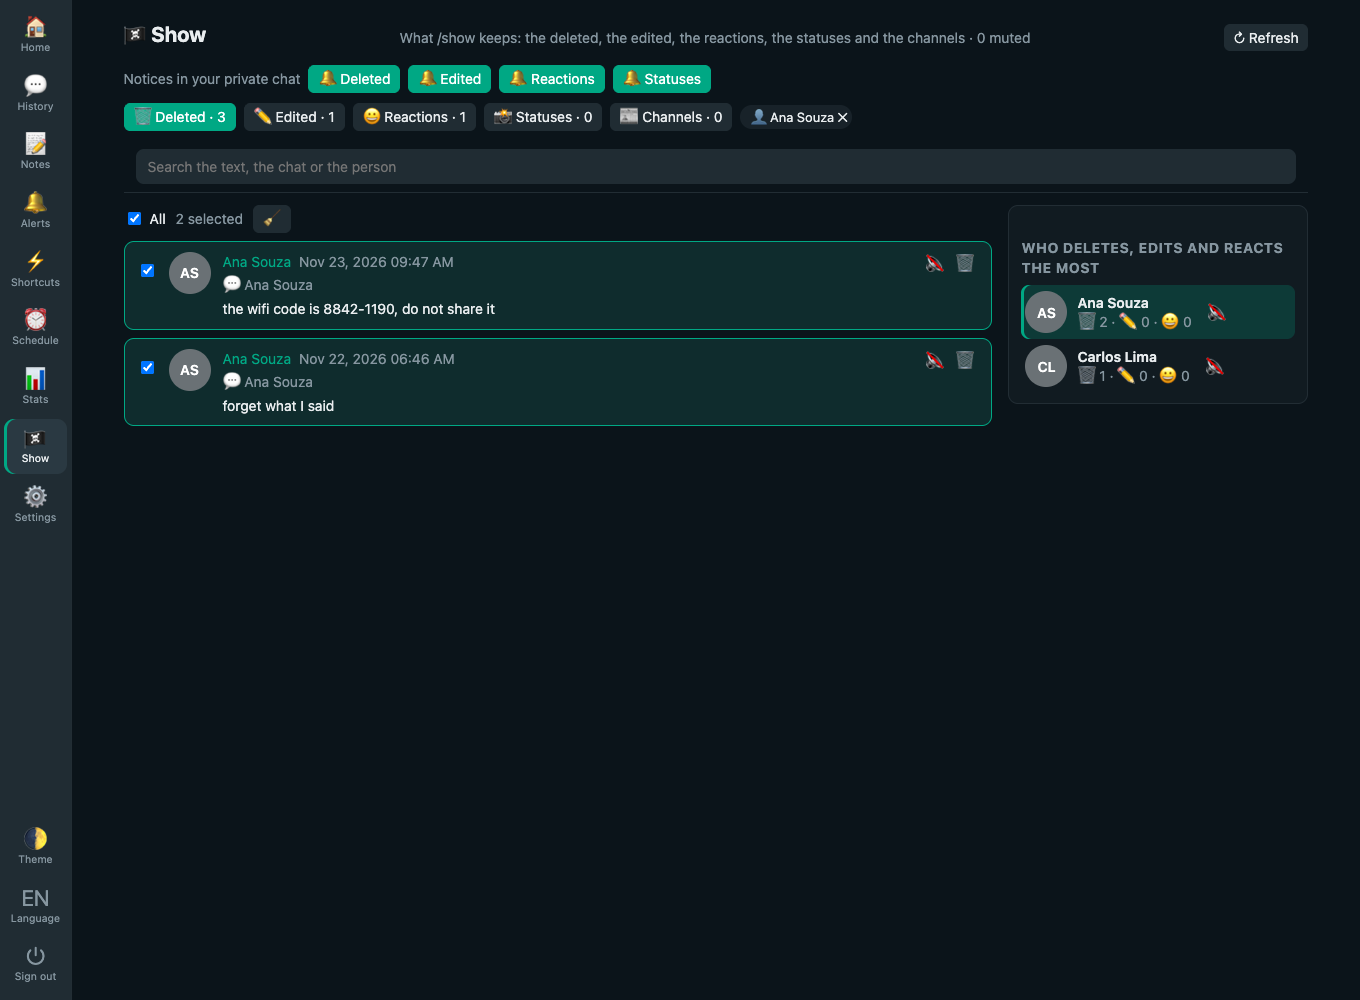 Home
History
Notes
Alerts
Shortcuts
Schedule
Stats
Show
Settings
Theme
EN
Language
Sign out
Show
What /show keeps: the deleted, the edited, the reactions, the statuses and the channels · 0 muted
Refresh
Notices in your private chat
Deleted
Edited
Reactions
Statuses
Deleted · 3
Edited · 1
Reactions · 1
Statuses · 0
Channels · 0
Ana Souza
Search the text, the chat or the person
All 2 selected
AS
Ana Souza Nov 23, 2026 09:47 AM
Ana Souza
the wifi code is 8842-1190, do not share it
AS
Ana Souza Nov 22, 2026 06:46 AM
Ana Souza
forget what I said
WHO DELETES, EDITS AND REACTS
THE MOST
AS
Ana Souza
2 · 0 · 0
CL
Carlos Lima
1 · 0 · 0